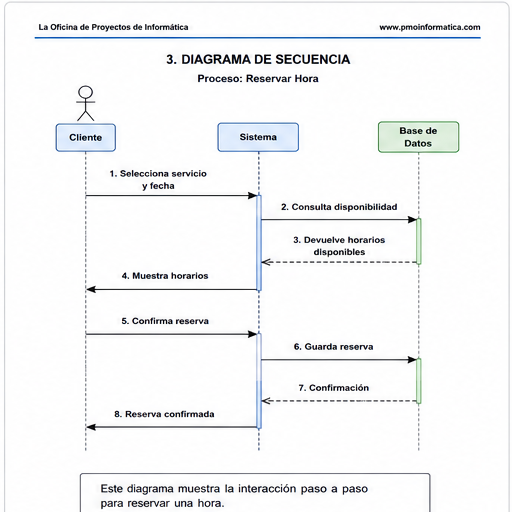 La Oficina de Proyectos de Informática
www.pmoinformatica.com
3. DIAGRAMA DE SECUENCIA
Proceso: Reservar Hora
Cliente
Sistema
Base de
Datos
1. Selecciona servicio
y fecha
2. Consulta disponibilidad
3. Devuelve horarios
disponibles
4. Muestra horarios
5. Confirma reserva
6. Guarda reserva
7. Confirmación
8. Reserva confirmada
Este diagrama muestra la interacción paso a paso
para reservar una hora.